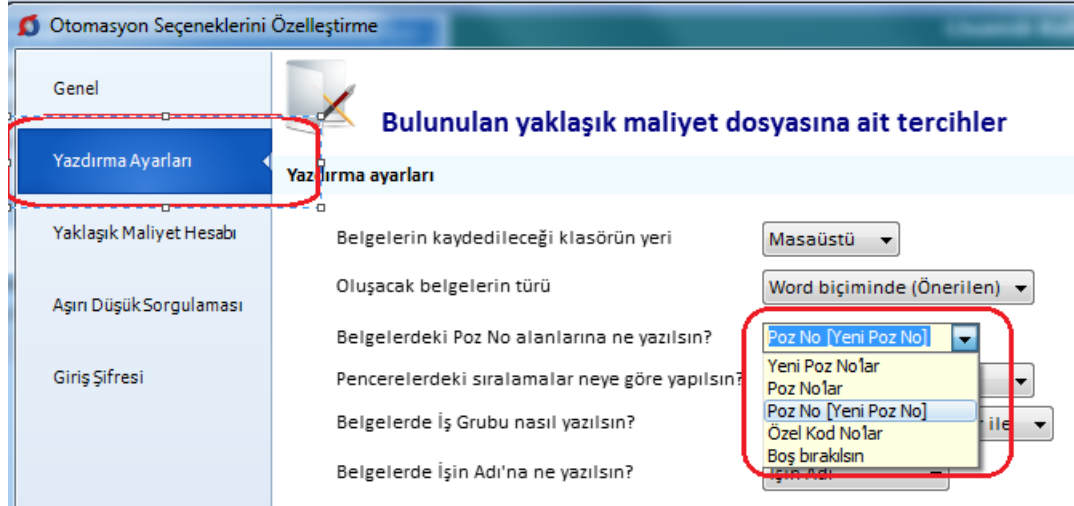 Otomasyon Seçeneklerini Özelleştirme
Genel
Yazdırma Ayarları
Yaklaşık Maliyet Hesabı
Aşırı Düşük Sorgulaması
Giriş Şifresi
Bulunulan yaklaşık maliyet dosyasına ait tercihler
Yazdırma ayarları
Belgelerin kaydedileceği klasörün yeri
Masaüstü
Oluşacak belgelerin türü
Word biçiminde (Önerilen)
Belgelerdeki Poz No alanlarına ne yazılsın?
Poz No [Yeni Poz No]
Yeni Poz No'lar
Poz No'lar
Poz No [Yeni Poz No]
Özel Kod No'lar
Boş bırakılsın
Pencerelerdeki sıralamalar neye göre yapılsın?
Belgelerde İş Grubu nasıl yazılsın?
ile
Belgelerde İşin Adı'na ne yazılsın?
İşin Adı